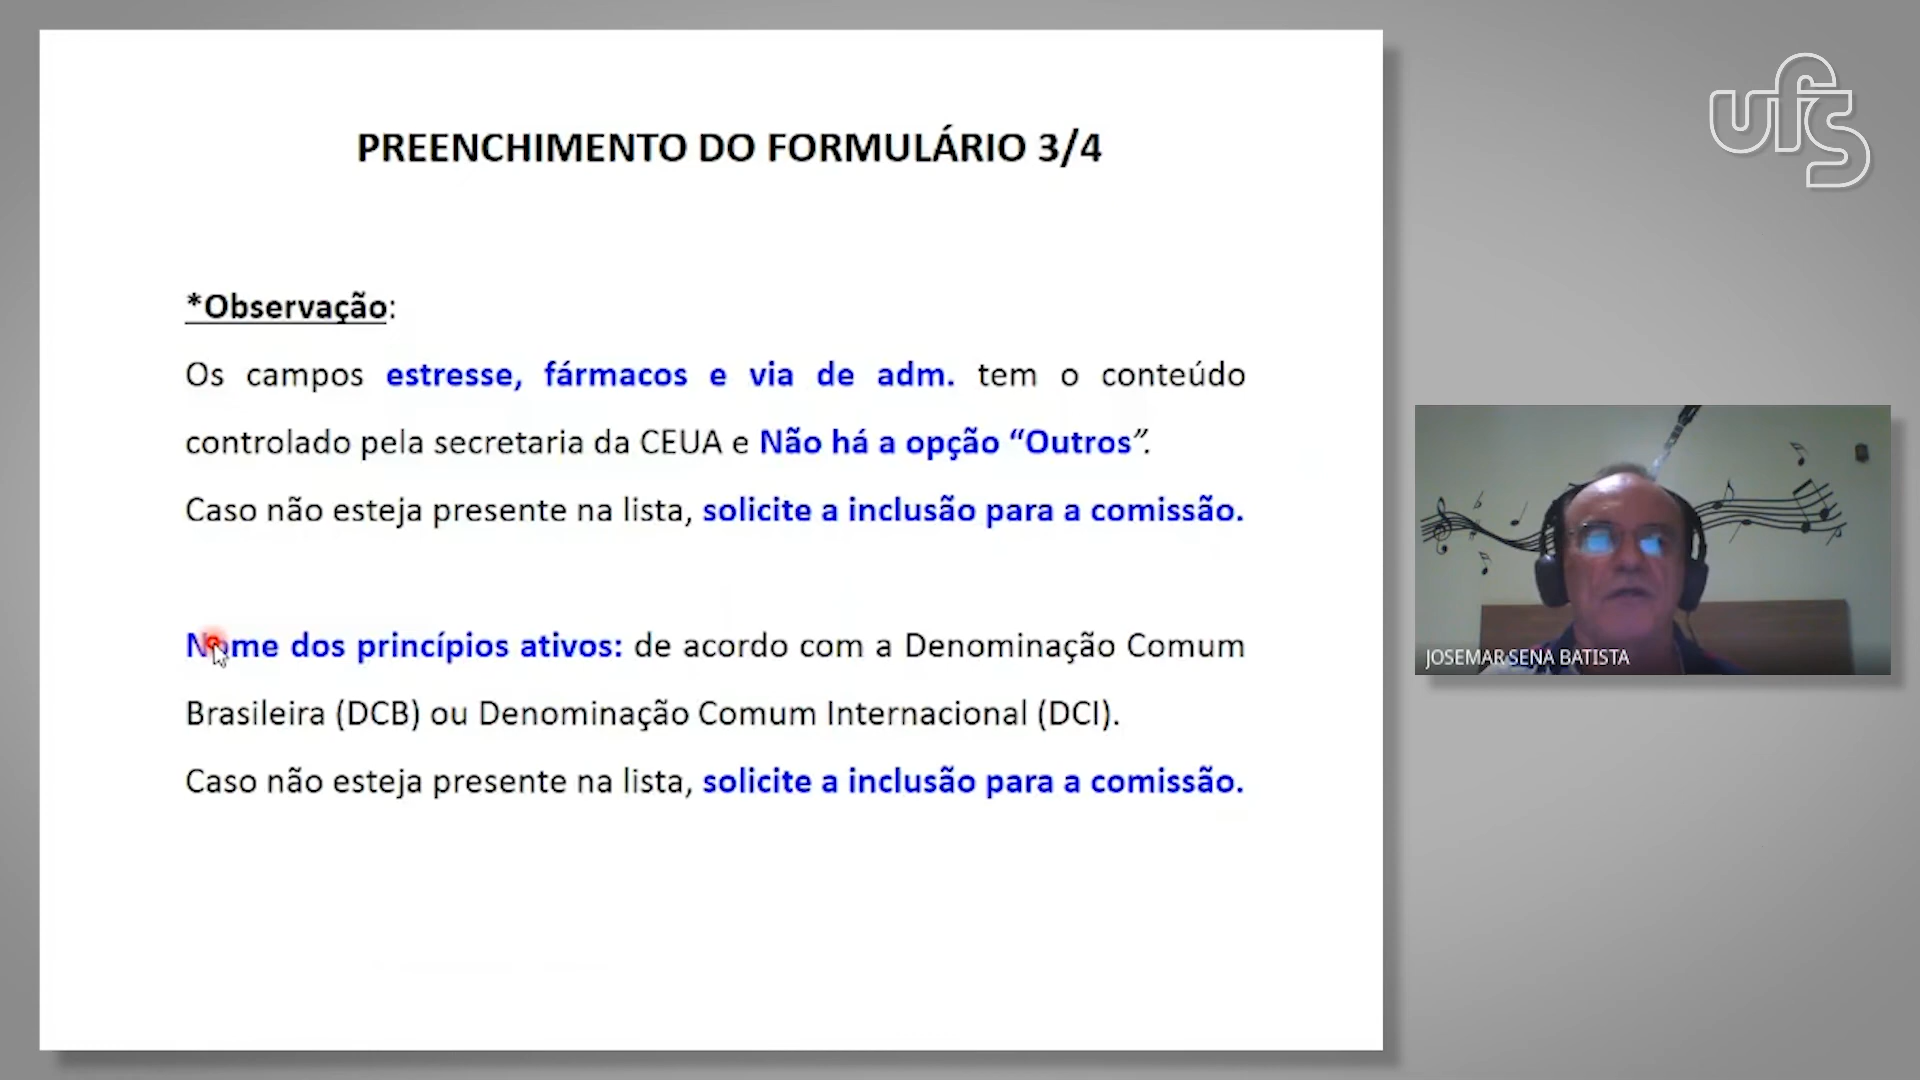 PREENCHIMENTO DO FORMULÁRIO 3/4
ufs
*Observação:
Os campos estresse, fármacos e via de adm. tem o conteúdo
controlado pela secretaria da CEUA e Não há a opção “Outros”.
Caso não esteja presente na lista, solicite a inclusão para a comissão.
Nome dos princípios ativos: de acordo com a Denominação Comum
Brasileira (DCB) ou Denominação Comum Internacional (DCI).
Caso não esteja presente na lista, solicite a inclusão para a comissão.
JOSEMAR SENA BATISTA